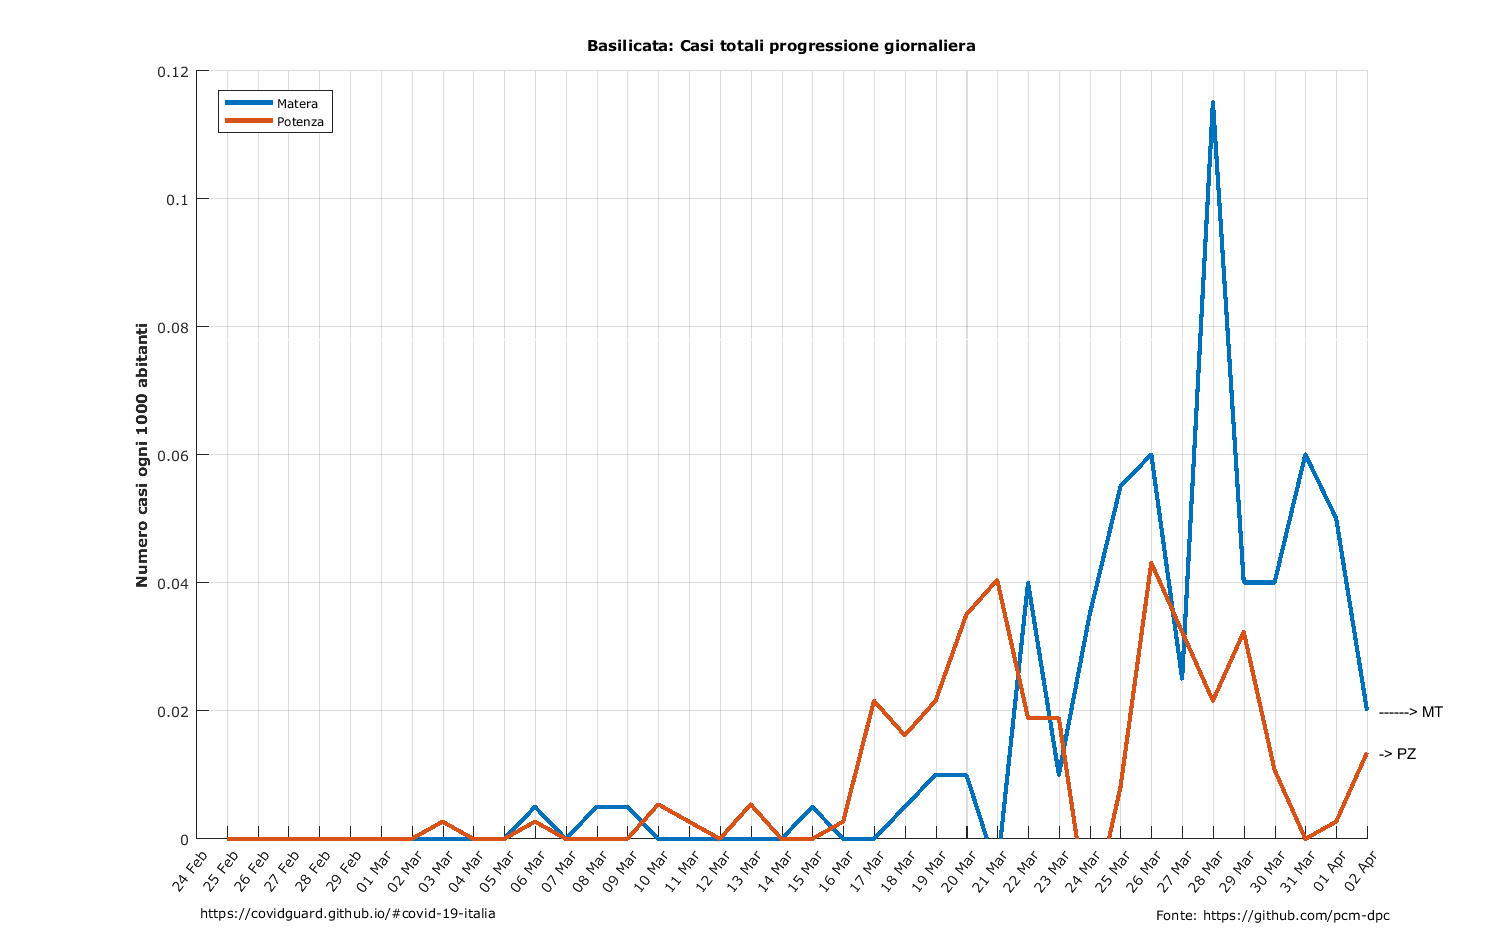 Basilicata: Casi totali progressione giornaliera
0.12
0.1
0.08
0.06
0.04
0.02
0
Numero casi ogni 1000 abitanti
Matera
Potenza
------> MT
-> PZ
24 Feb
25 Feb
26 Feb
27 Feb
28 Feb
29 Feb
01 Mar
02 Mar
03 Mar
04 Mar
05 Mar
06 Mar
07 Mar
08 Mar
09 Mar
10 Mar
11 Mar
12 Mar
13 Mar
14 Mar
15 Mar
16 Mar
17 Mar
18 Mar
19 Mar
20 Mar
21 Mar
22 Mar
23 Mar
24 Mar
25 Mar
26 Mar
27 Mar
28 Mar
29 Mar
30 Mar
31 Mar
01 Apr
02 Apr
https://covidguard.github.io/#covid-19-italia
Fonte: https://github.com/pcm-dpc